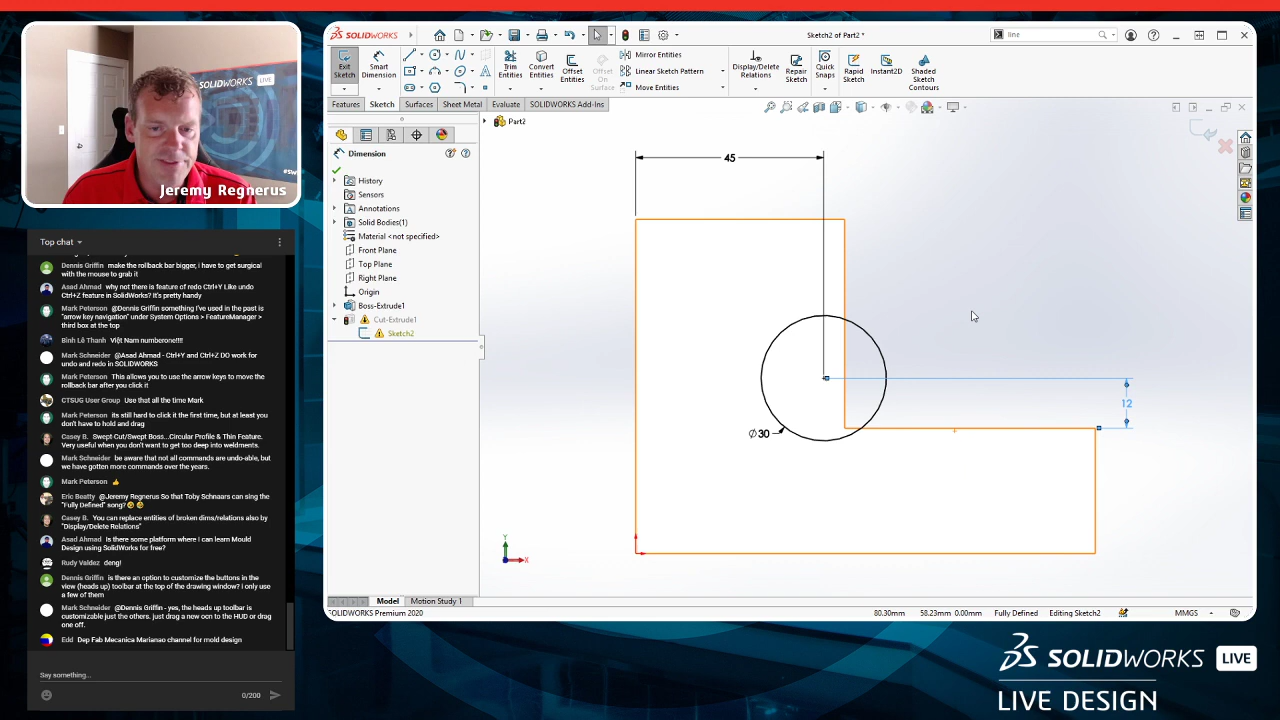 SOLIDWORKS
LIVE
Jeremy Regnerus
SOLIDWORKS
Sketch2 of Part2 *
line
Exit Sketch
Smart Dimension
Trim Entities
Convert Entities
Offset Entities
Offset On Surface
Mirror Entities
Linear Sketch Pattern
Move Entities
Display/Delete Relations
Repair Sketch
Quick Snaps
Rapid Sketch
Instant2D
Shaded Sketch Contours
Features
Sketch
Surfaces
Sheet Metal
Evaluate
SOLIDWORKS Add-Ins
Part2
Dimension
History
Sensors
Annotations
Solid Bodies(1)
Material <not specified>
Front Plane
Top Plane
Right Plane
Origin
Boss-Extrude1
Cut-Extrude1
Sketch2
45
12
Ø30
Y
X
Model
Motion Study 1
SOLIDWORKS Premium 2020
80.30mm
58.23mm
0.00mm
Fully Defined
Editing Sketch2
MMGS
Top chat
Dennis Griffin make the rollback bar bigger, i have to get surgical
with the mouse to grab it
Asad Ahmad why not there is feature of redo Ctrl+Y Like undo
Ctrl+Z feature in SolidWorks? It's pretty handy
Mark Peterson @Dennis Griffin something I've used in the past is
"arrow key navigation" under System Options > FeatureManager >
third box at the top
Bình Lê Thanh Việt Nam numberone!!!!
Mark Schneider @Asad Ahmad - Ctrl+Y and Ctrl+Z DO work for
undo and redo in SOLIDWORKS
Mark Peterson This allows you to use the arrow keys to move the
rollback bar after you click it
CTSUG User Group Use that all the time Mark
Mark Peterson its still hard to click it the first time, but at least you
don't have to hold and drag
Casey B. Swept-Cut/Swept Boss...Circular Profile & Thin Feature.
Very useful when you don't want to get too deep into weldments.
Mark Schneider be aware that not all commands are undo-able, but
we have gotten more commands over the years.
Mark Peterson 👍
Eric Beatty @Jeremy Regnerus So that Toby Schnaars can sing the
"Fully Defined" song?🤣🤣
Casey B. You can replace entities of broken dims/relations also by
"Display/Delete Relations"
Asad Ahmad Is there some platform where I can learn Mould
Design using SolidWorks for free?
Rudy Valdez deng!
Dennis Griffin is there an option to customize the buttons in the
view (heads up) toolbar at the top of the drawing window? i only use
a few of them
Mark Schneider @Dennis Griffin - yes, the heads up toolbar is
customizable just the others. just drag a new ocn to the HUD or drag
one off.
Edd Dep Fab Mecanica Marianao channel for mold design
Say something...
0/200
SOLIDWORKS LIVE
LIVE DESIGN